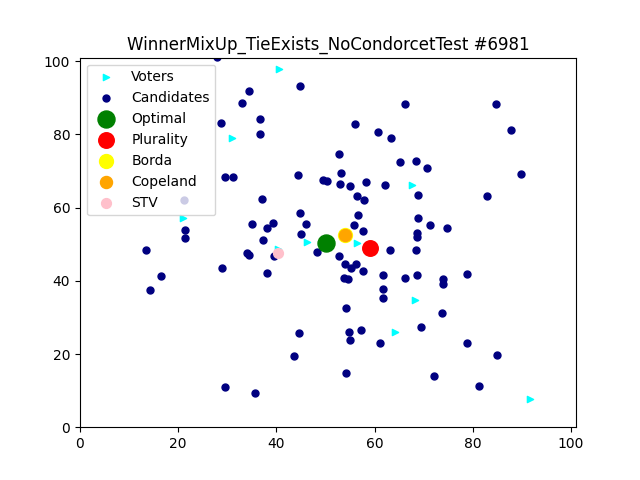 WinnerMixUp_TieExists_NoCondorcetTest #6981
100
80
60
40
20
0
Voters
Candidates
Optimal
Plurality
Borda
Copeland
STV
0 20 40 60 80 100